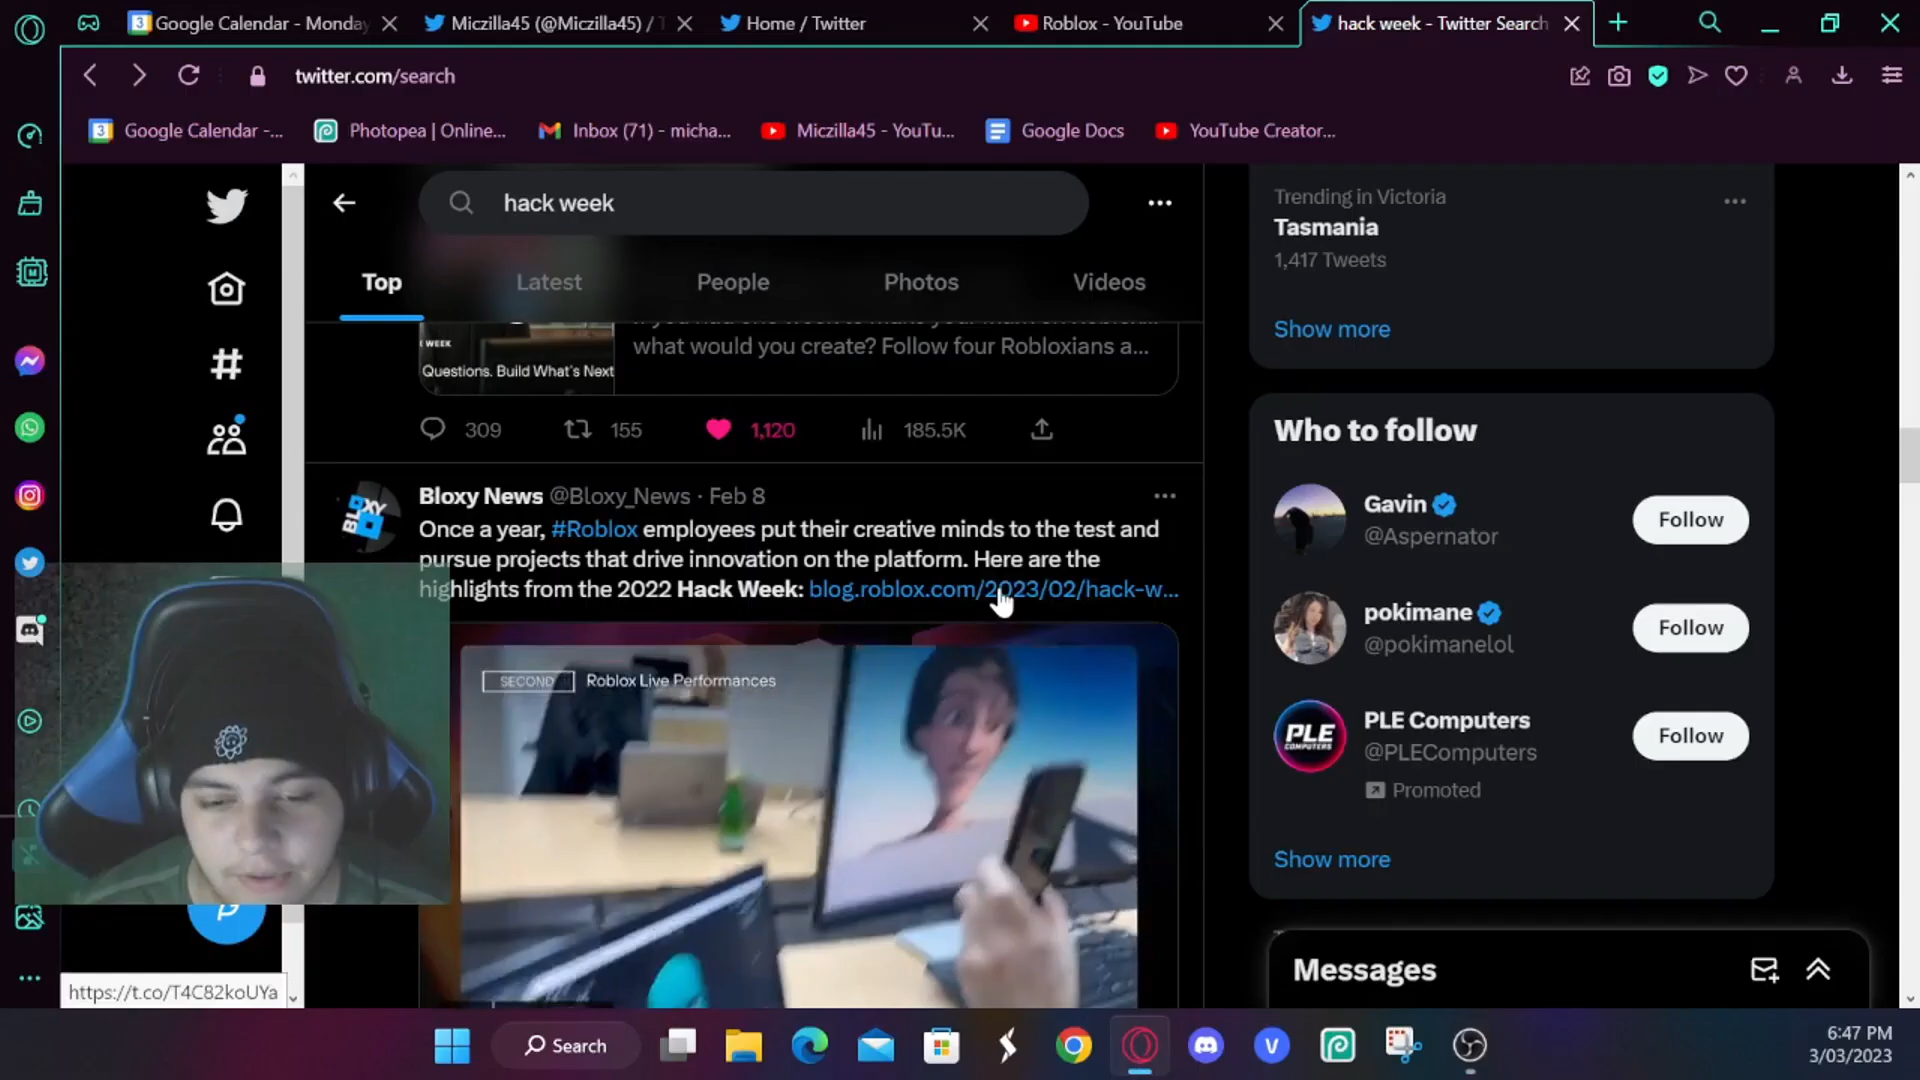 Google Calendar - Monday
Miczilla45 (@Miczilla45) / T
Home / Twitter
Roblox - YouTube
hack week - Twitter Search
twitter.com/search
Google Calendar -...
Photopea | Online...
Inbox (71) - micha...
Miczilla45 - YouTu...
Google Docs
YouTube Creator...
hack week
Top
Latest
People
Photos
Videos
WEEK
what would you create? Follow four Robloxians a...
Questions. Build What's Next
309
155
1,120
185.5K
Bloxy News @Bloxy_News · Feb 8
Once a year, #Roblox employees put their creative minds to the test and
pursue projects that drive innovation on the platform. Here are the
highlights from the 2022 Hack Week: blog.roblox.com/2023/02/hack-w...
SECOND
Roblox Live Performances
Trending in Victoria
Tasmania
1,417 Tweets
Show more
Who to follow
Gavin
@Aspernator
Follow
pokimane
@pokimanelol
Follow
PLE
COMPUTERS
PLE Computers
@PLEComputers
Promoted
Follow
Show more
Messages
https://t.co/T4C82koUYa
Search
6:47 PM
3/03/2023